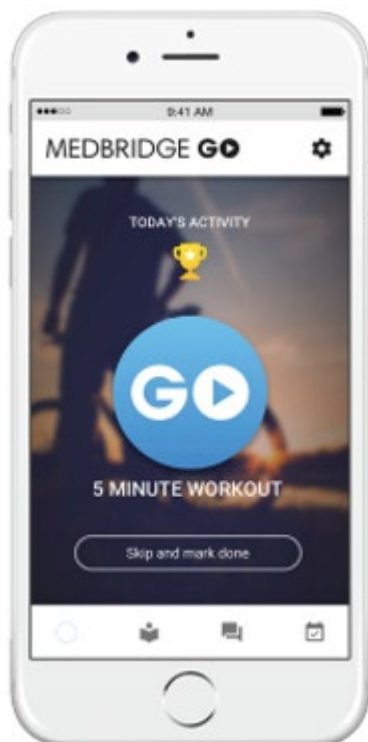 9:41 AM
MEDBRIDGE GO
TODAY'S ACTIVITY
GO
5 MINUTE WORKOUT
Skip and mark done